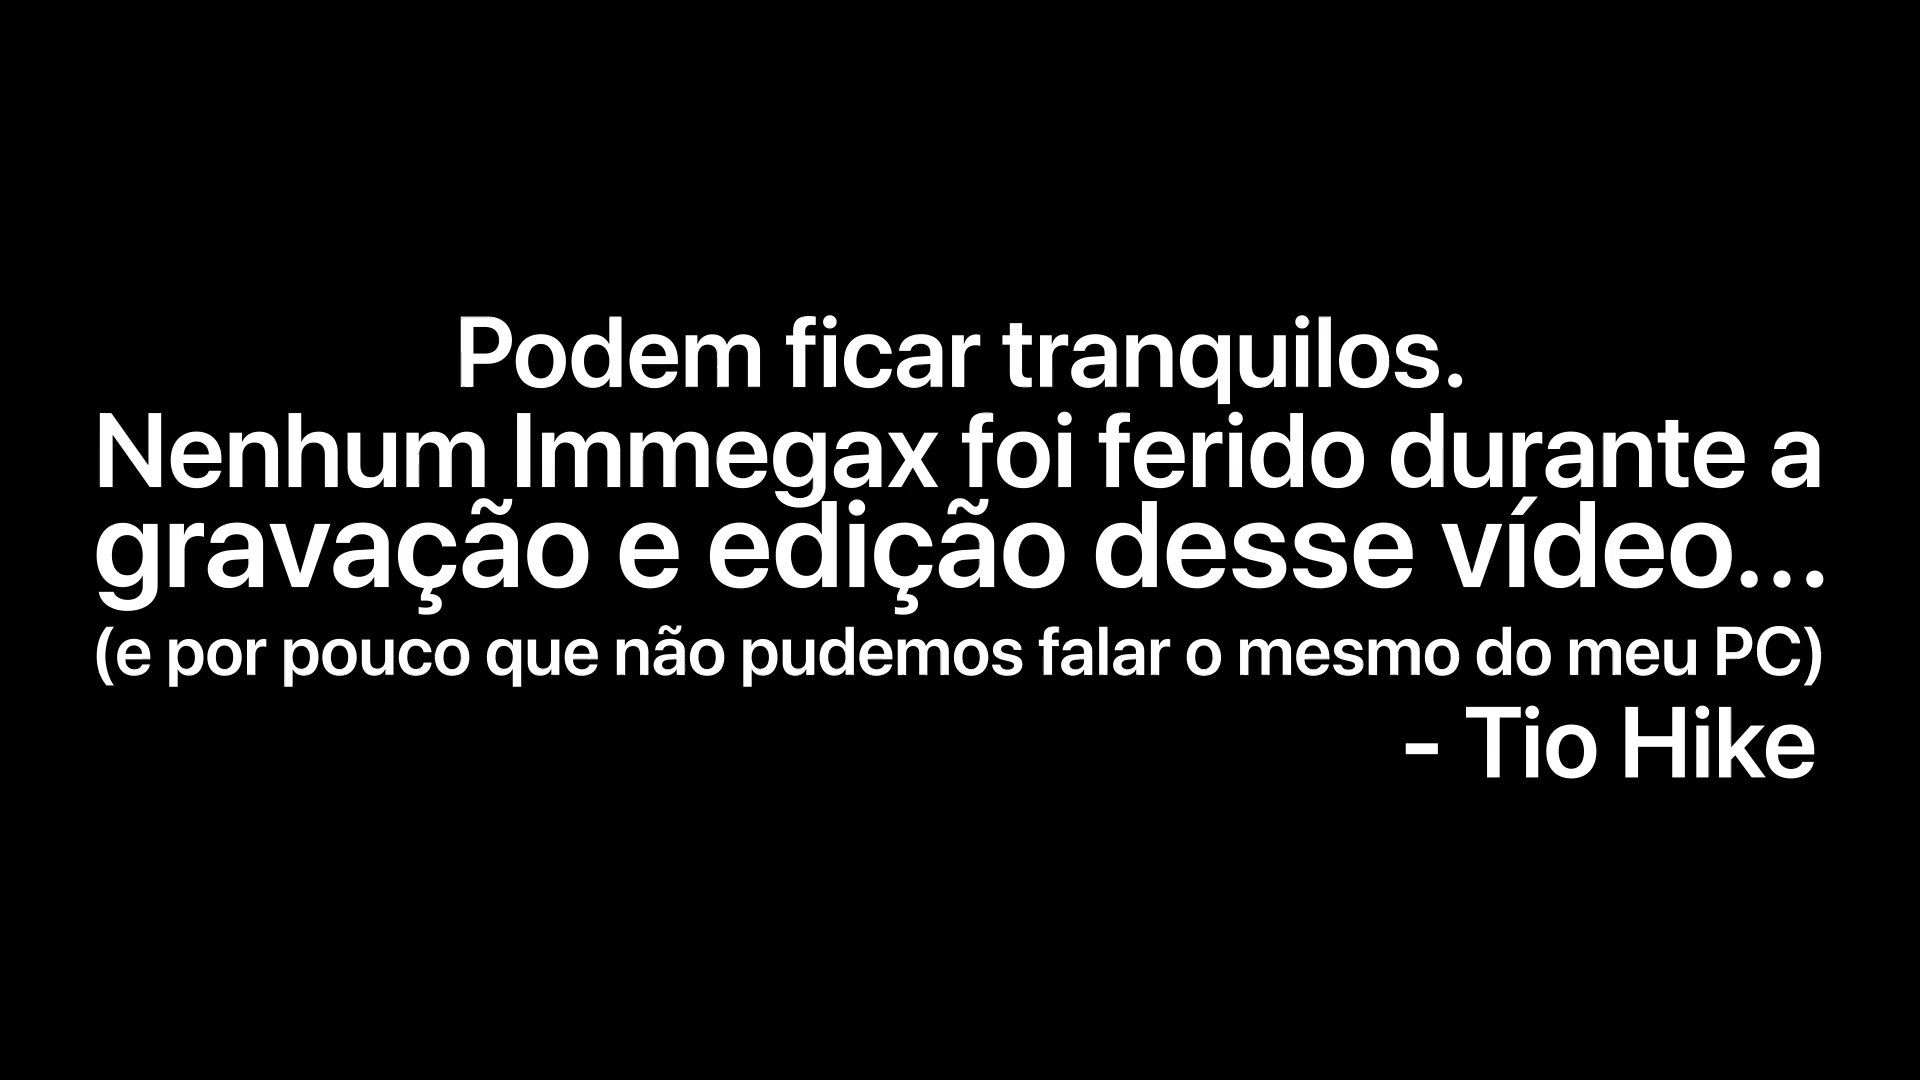 Podem ficar tranquilos.
Nenhum Immegax foi ferido durante a
gravação e edição desse vídeo...
(e por pouco que não pudemos falar o mesmo do meu PC)
- Tio Hike